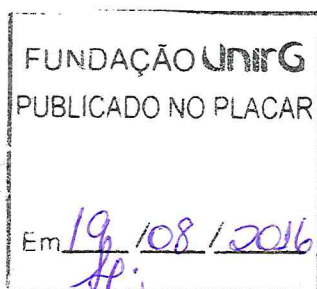 FUNDAÇÃO UnirG
PUBLICADO NO PLACAR
Em 19 / 08 / 2016